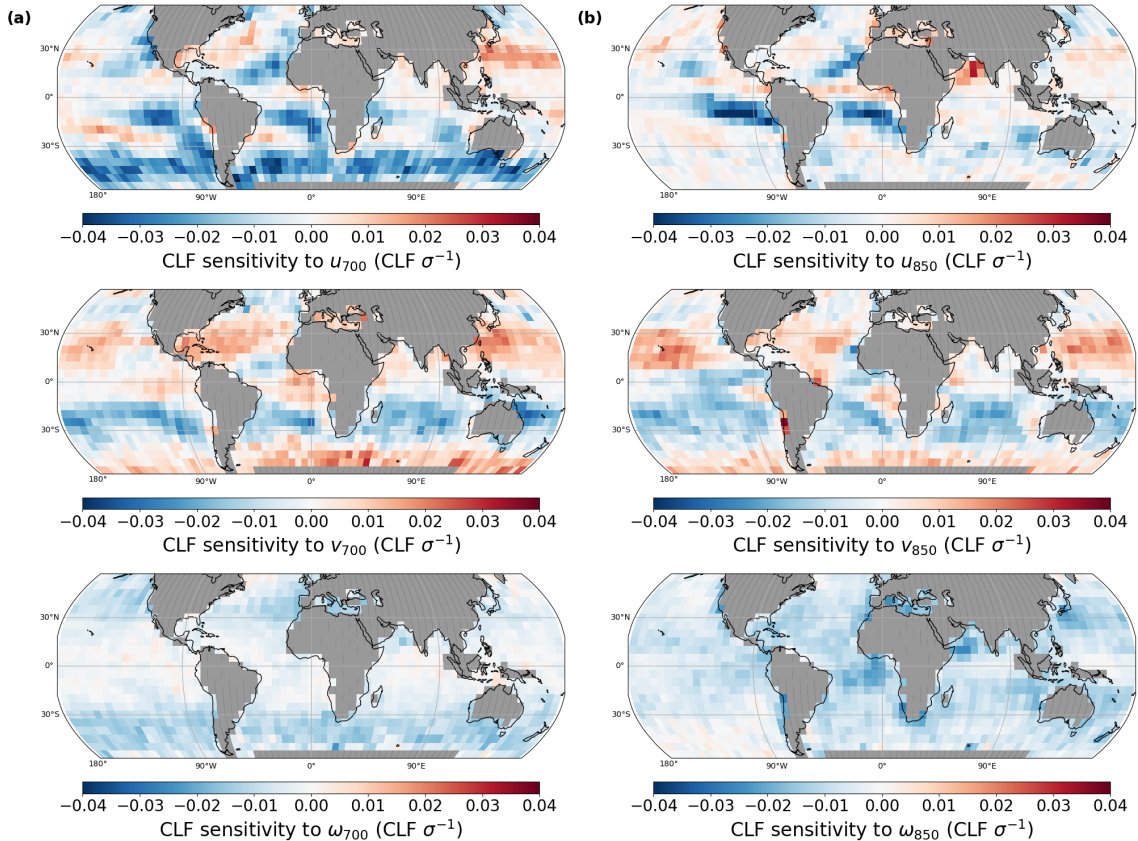 (a) (b)
30°N 30°N
0° 0°
30°S 30°S
180° 90°W 0° 90°E 180° 90°W 0° 90°E
−0.04 −0.03 −0.02 −0.01 0.00 0.01 0.02 0.03 0.04 −0.04 −0.03 −0.02 −0.01 0.00 0.01 0.02 0.03 0.04
CLF sensitivity to u₇₀₀ (CLF σ⁻¹) CLF sensitivity to u₈₅₀ (CLF σ⁻¹)
30°N 30°N
0° 0°
30°S 30°S
180° 90°W 0° 90°E 180° 90°W 0° 90°E
−0.04 −0.03 −0.02 −0.01 0.00 0.01 0.02 0.03 0.04 −0.04 −0.03 −0.02 −0.01 0.00 0.01 0.02 0.03 0.04
CLF sensitivity to v₇₀₀ (CLF σ⁻¹) CLF sensitivity to v₈₅₀ (CLF σ⁻¹)
30°N 30°N
0° 0°
30°S 30°S
180° 90°W 0° 90°E 180° 90°W 0° 90°E
−0.04 −0.03 −0.02 −0.01 0.00 0.01 0.02 0.03 0.04 −0.04 −0.03 −0.02 −0.01 0.00 0.01 0.02 0.03 0.04
CLF sensitivity to ω₇₀₀ (CLF σ⁻¹) CLF sensitivity to ω₈₅₀ (CLF σ⁻¹)